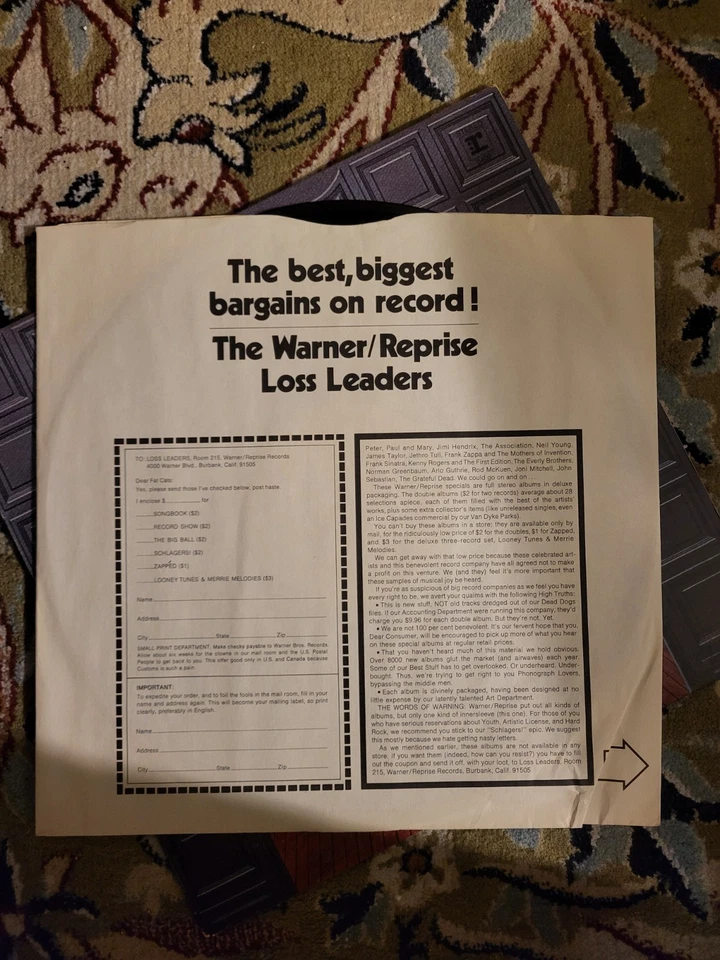 The best, biggest
bargains on record!
The Warner/Reprise
Loss Leaders
TO: LOSS LEADERS, Room 215, Warner/Reprise Records
4000 Warner Blvd., Burbank, Calif. 91505
Dear Fat Cats:
Yes, please send those I've checked below, post haste.
I enclose $ for
SONGBOOK ($2)
RECORD SHOW ($2)
THE BIG BALL ($2)
SCHLAGERS! ($2)
ZAPPED ($1)
LOONEY TUNES & MERRIE MELODIES ($3)
Name
Address
City State Zip
SMALL PRINT DEPARTMENT: Make checks payable to Warner Bros. Records
Allow about six weeks for the clowns in our mail room and the U.S. Postal
People to get back to you. This offer good only in U.S. and Canada because
Customs is such a pain.
IMPORTANT:
To expedite your order, and to foil the fools in the mail room, fill in your
name and address again. This will become your mailing label, so print
clearly, preferably in English.
Name
Address
City State Zip
Peter, Paul and Mary, Jimi Hendrix, The Association, Neil Young,
James Taylor, Jethro Tull, Frank Zappa and The Mothers of Invention,
Frank Sinatra, Kenny Rogers and The First Edition, The Everly Brothers,
Norman Greenbaum, Arlo Guthrie, Rod McKuen, Joni Mitchell, John
Sebastian, The Grateful Dead. We could go on and on . . .
These Warner/Reprise specials are full stereo albums in deluxe
packaging. The double albums ($2 for two records) average about 28
selections apiece, each of them filled with the best of the artists'
works, plus some extra collector's items (like unreleased singles, even
an Ice Capades commercial by our Van Dyke Parks).
You can't buy these albums in a store; they are available only by
mail, for the ridiculously low price of $2 for the doubles, $1 for Zapped,
and $3 for the deluxe three-record set, Looney Tunes & Merrie
Melodies.
We can get away with that low price because these celebrated art-
ists and this benevolent record company have all agreed not to make
a profit on this venture. We (and they) feel it's more important that
these samples of musical joy be heard.
If you're as suspicious of big record companies as we feel you have
every right to be, we avert your qualms with the following High Truths:
• This is new stuff, NOT old tracks dredged out of our Dead Dogs
files. If our Accounting Department were running this company, they'd
charge you $9.96 for each double album. But they're not. Yet.
• We are not 100 per cent benevolent. It's our fervent hope that you,
Dear Consumer, will be encouraged to pick up more of what you hear
on these special albums at regular retail prices.
• That you haven't heard much of this material we hold obvious.
Over 8000 new albums glut the market (and airwaves) each year.
Some of our Best Stuff has to get overlooked. Or underheard. Under-
bought. Thus, we're trying to get right to you Phonograph Lovers,
bypassing the middle men.
• Each album is divinely packaged, having been designed at no
little expense by our latently talented Art Department.
THE WORDS OF WARNING: Warner/Reprise put out all kinds of
albums, but only one kind of innersleeve (this one). For those of you
who have serious reservations about Youth, Artistic License, and Hard
Rock, we recommend you stick to our "Schlagers!" epic. We suggest
this mostly because we hate getting nasty letters.
As we mentioned earlier, these albums are not available in any
store. If you want them (indeed, how can you resist?) you have to fill
out the coupon and send it off, with your loot, to Loss Leaders, Room
215, Warner/Reprise Records, Burbank, Calif. 91505